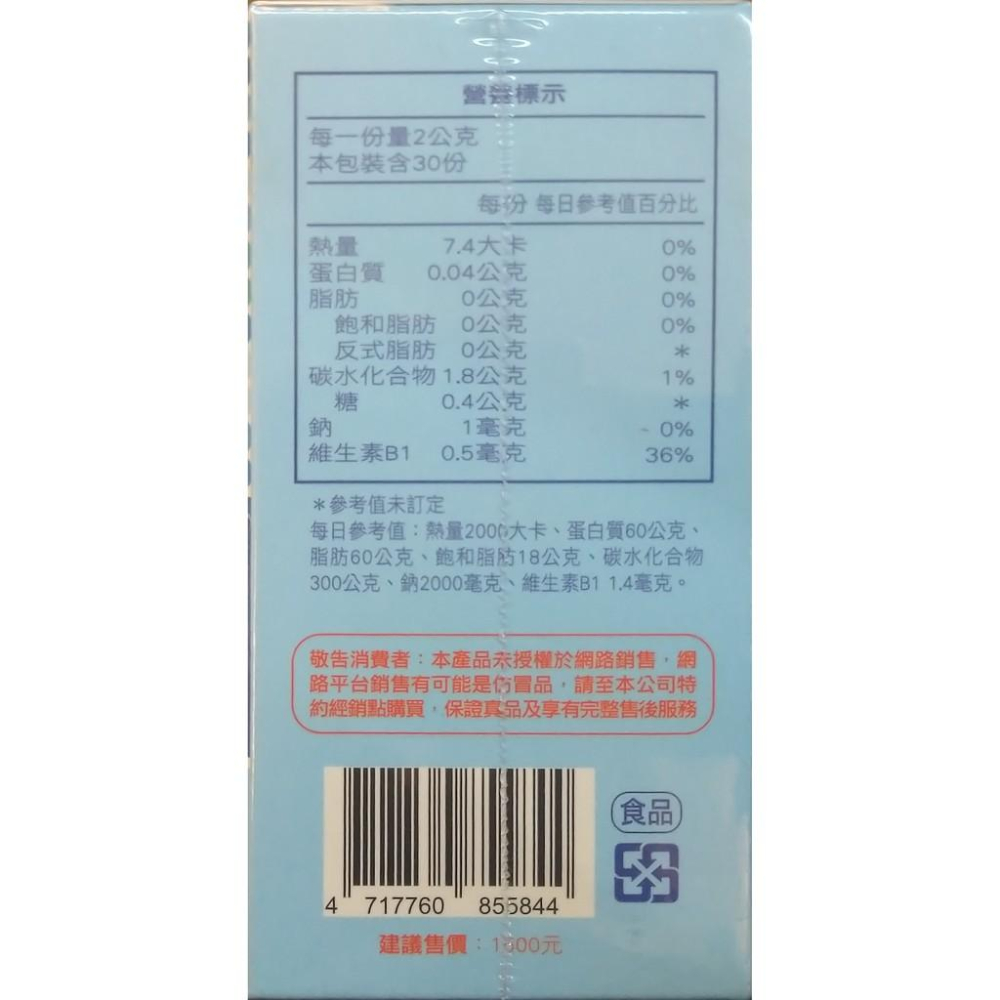 營養標示
每一份量2公克
本包裝含30份
每份 每日參考值百分比
熱量 7.4大卡 0%
蛋白質 0.04公克 0%
脂肪 0公克 0%
飽和脂肪 0公克 0%
反式脂肪 0公克 *
碳水化合物 1.8公克 1%
糖 0.4公克 *
鈉 1毫克 0%
維生素B1 0.5毫克 36%
*參考值未訂定
每日參考值：熱量2000大卡、蛋白質60公克、
脂肪60公克、飽和脂肪18公克、碳水化合物
300公克、鈉2000毫克、維生素B1 1.4毫克。
敬告消費者：本產品未授權於網路銷售，網
路平台銷售有可能是仿冒品，請至本公司特
約經銷點購買，保證真品及享有完整售後服務
食品
4 717760 855844
建議售價：